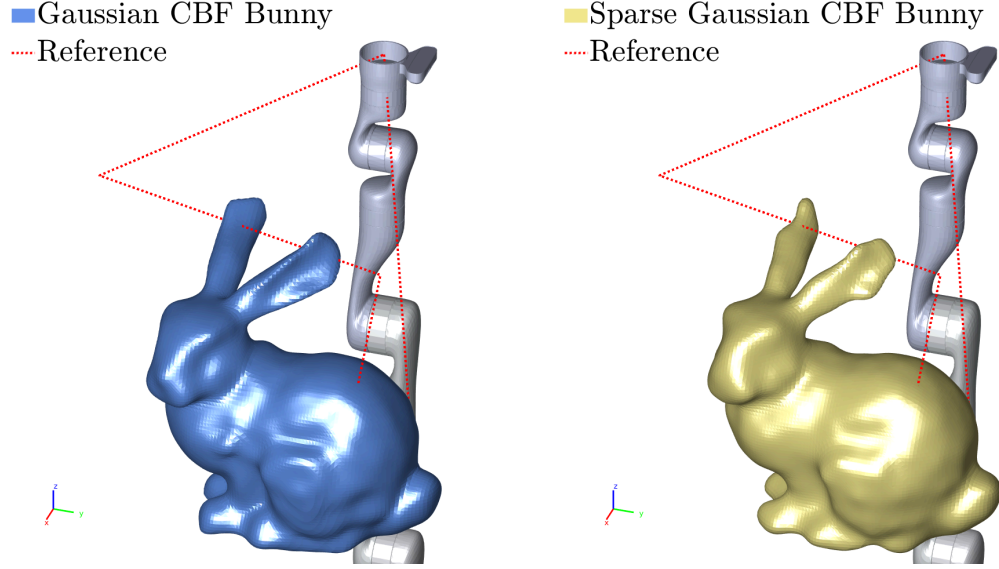 Gaussian CBF Bunny
Reference
Sparse Gaussian CBF Bunny
Reference
z
y
x
z
y
x